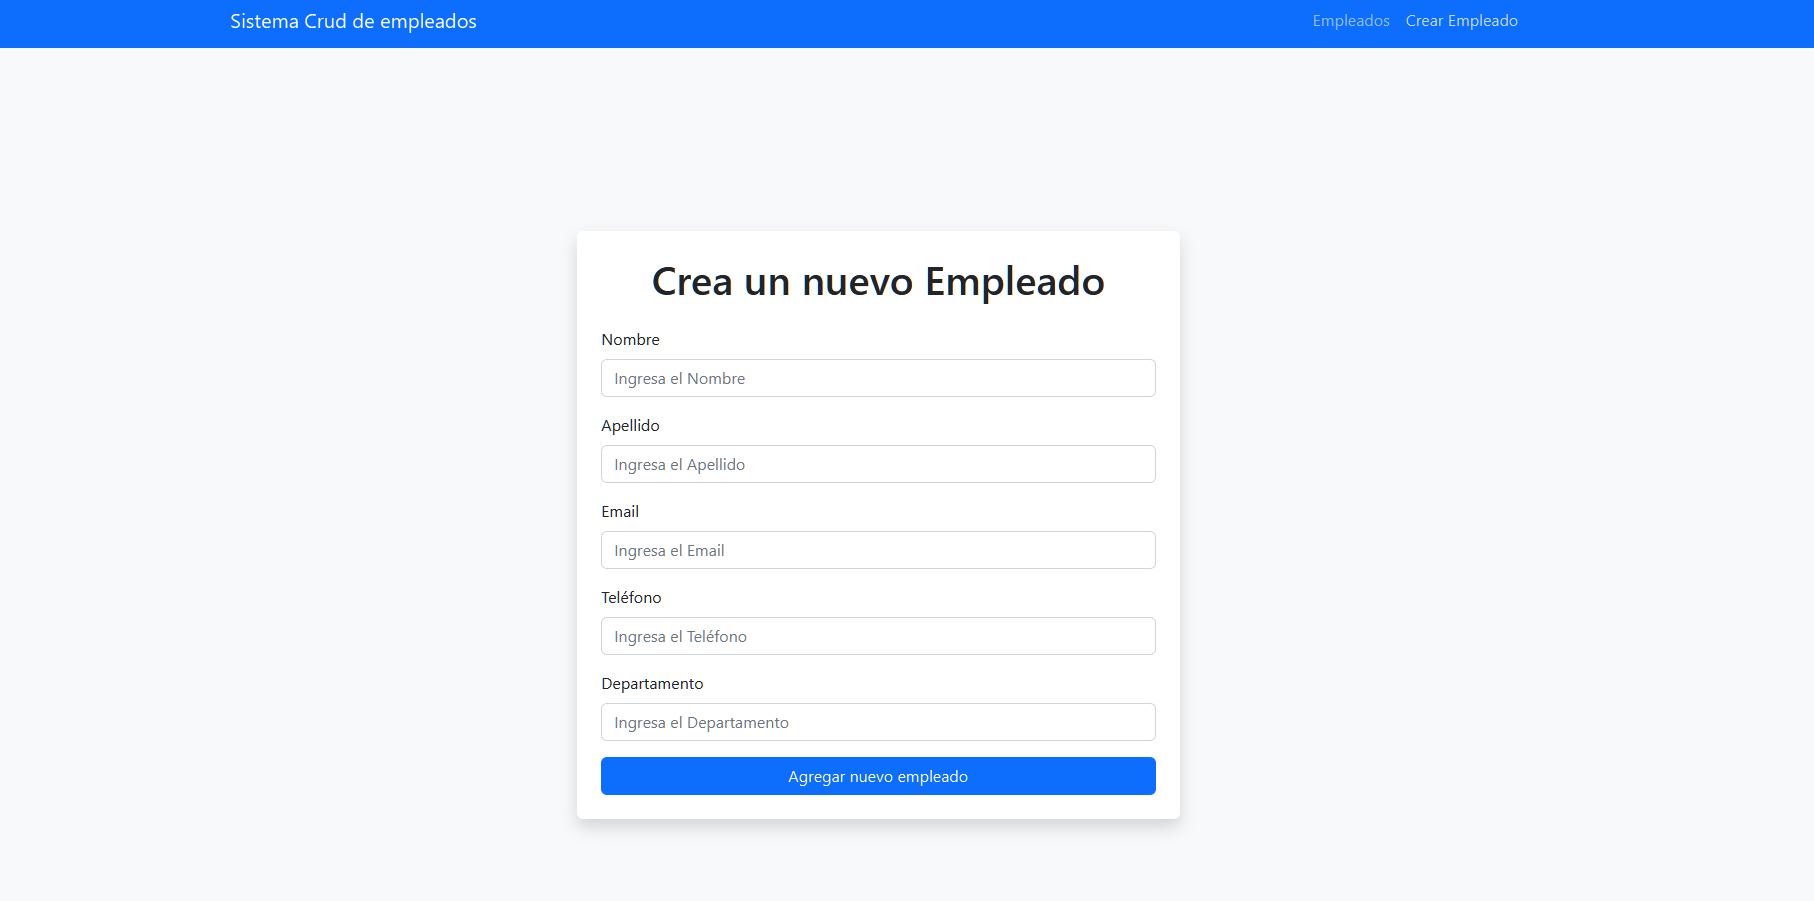 Sistema Crud de empleados
Empleados Crear Empleado
Crea un nuevo Empleado
Nombre
Ingresa el Nombre
Apellido
Ingresa el Apellido
Email
Ingresa el Email
Teléfono
Ingresa el Teléfono
Departamento
Ingresa el Departamento
Agregar nuevo empleado